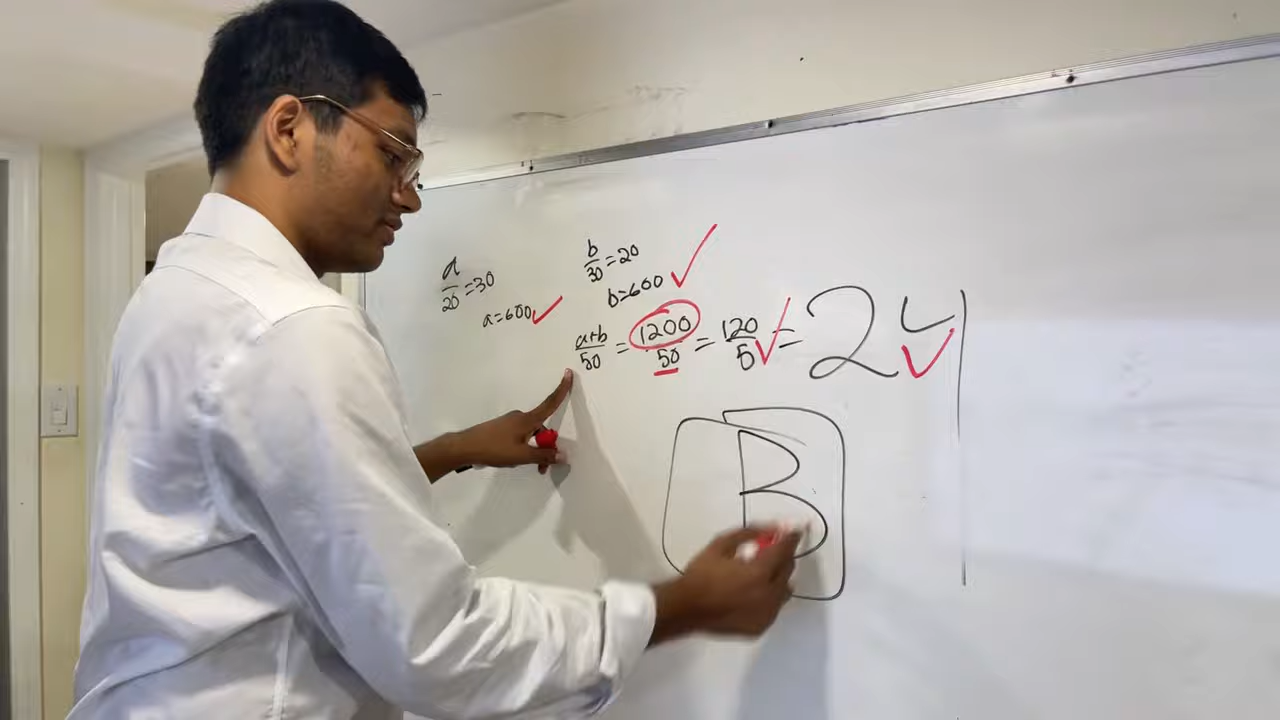 a/20=30
a=600
b/30=20
b=600
a+b/50 = 1200/50 = 120/5 = 24
B